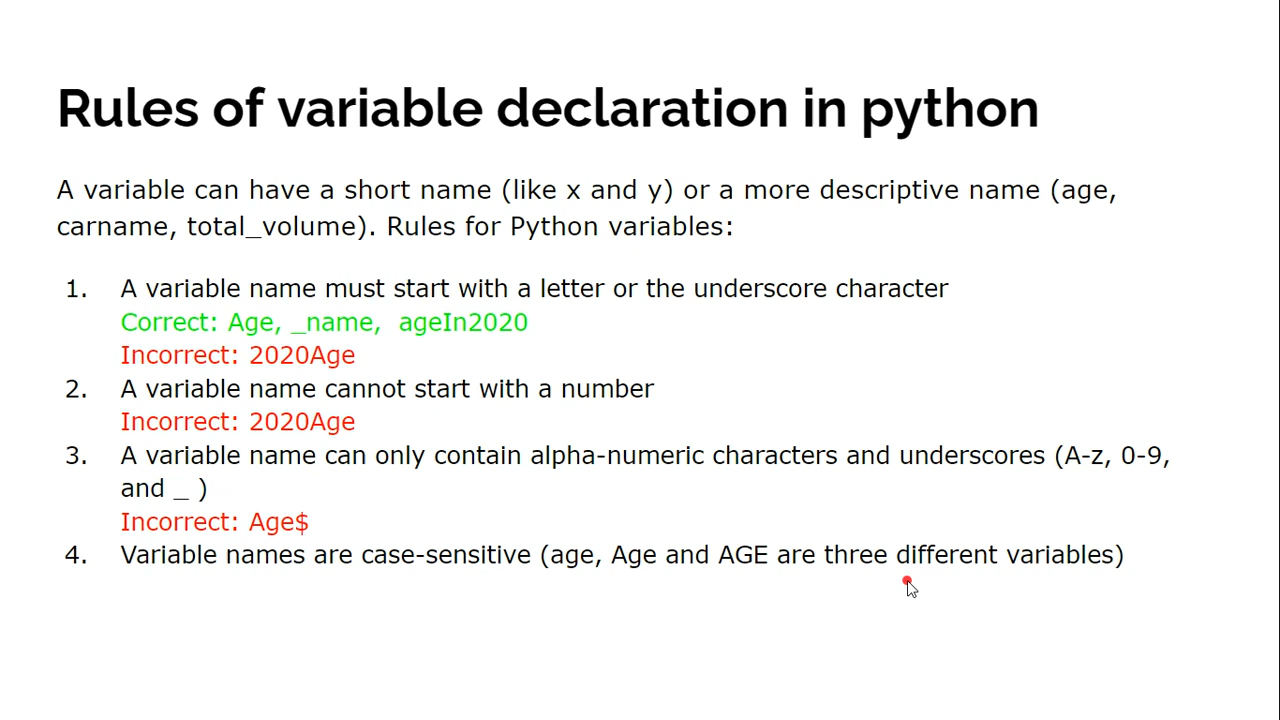 Rules of variable declaration in python
A variable can have a short name (like x and y) or a more descriptive name (age,
carname, total_volume). Rules for Python variables:
1. A variable name must start with a letter or the underscore character
Correct: Age, _name,  ageIn2020
Incorrect: 2020Age
2. A variable name cannot start with a number
Incorrect: 2020Age
3. A variable name can only contain alpha-numeric characters and underscores (A-z, 0-9,
and _ )
Incorrect: Age$
4. Variable names are case-sensitive (age, Age and AGE are three different variables)